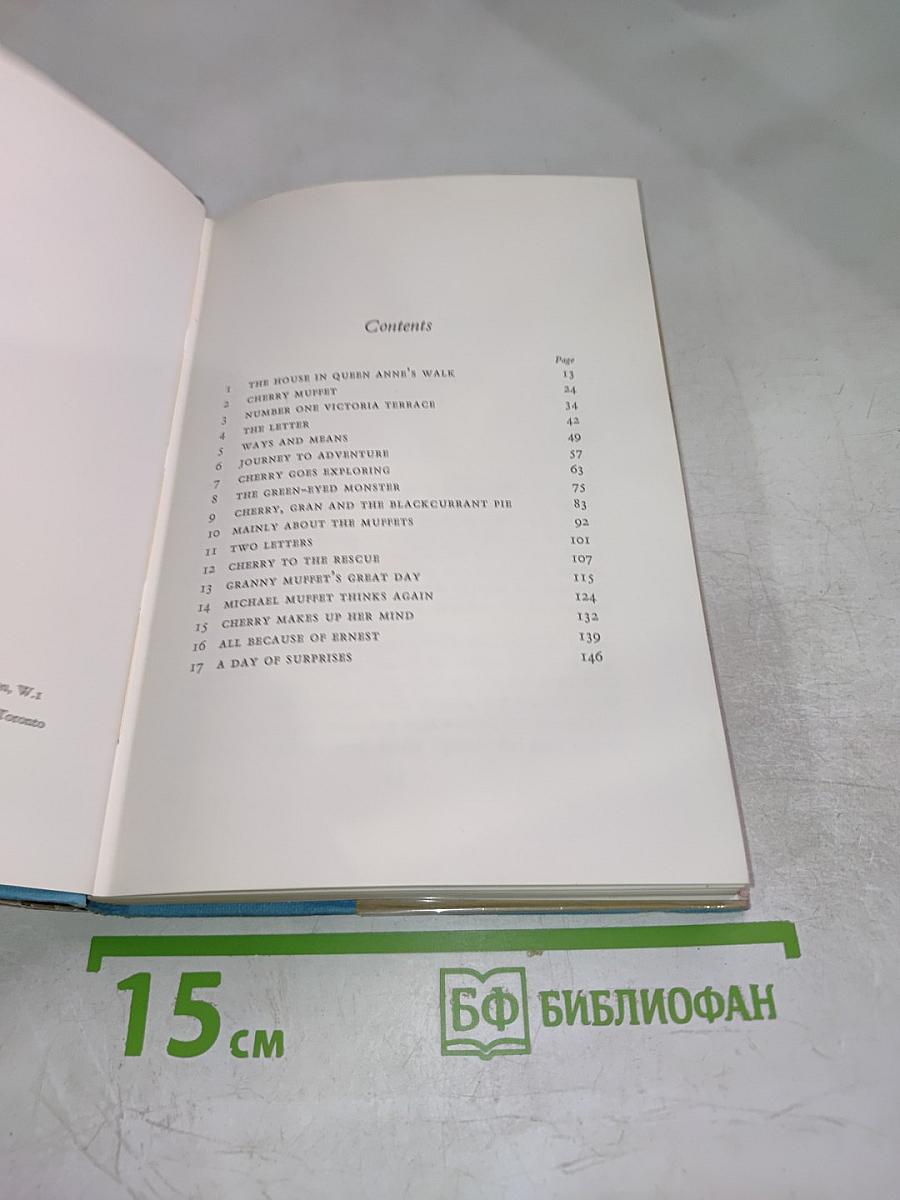 n, W.1
Toronto
Contents
Page
1 THE HOUSE IN QUEEN ANNE'S WALK 13
2 CHERRY MUFFET 24
3 NUMBER ONE VICTORIA TERRACE 34
4 THE LETTER 42
5 WAYS AND MEANS 49
6 JOURNEY TO ADVENTURE 57
7 CHERRY GOES EXPLORING 63
8 THE GREEN-EYED MONSTER 75
9 CHERRY, GRAN AND THE BLACKCURRANT PIE 83
10 MAINLY ABOUT THE MUFFETS 92
11 TWO LETTERS 101
12 CHERRY TO THE RESCUE 107
13 GRANNY MUFFET'S GREAT DAY 115
14 MICHAEL MUFFET THINKS AGAIN 124
15 CHERRY MAKES UP HER MIND 132
16 ALL BECAUSE OF ERNEST 139
17 A DAY OF SURPRISES 146
15 см
БФ БИБЛИОФАН